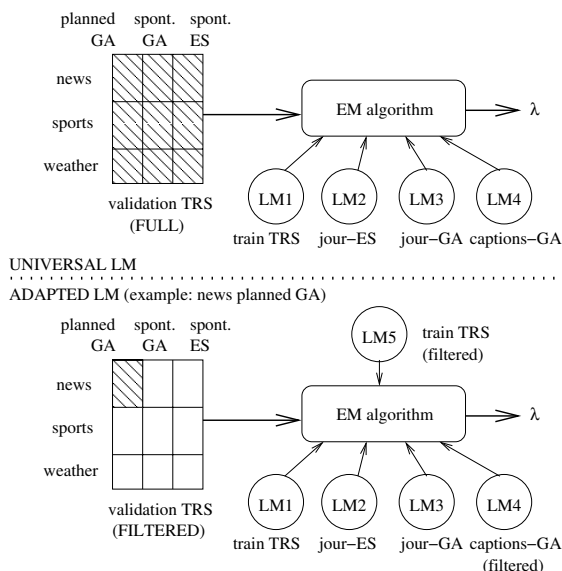 planned spont. spont.
GA GA ES
news
sports
weather
validation TRS
(FULL)
EM algorithm
λ
LM1 LM2 LM3 LM4
train TRS jour−ES jour−GA captions−GA
UNIVERSAL LM
ADAPTED LM (example: news planned GA)
planned spont. spont.
GA GA ES
news
sports
weather
validation TRS
(FILTERED)
LM5
train TRS
(filtered)
EM algorithm
λ
LM1 LM2 LM3 LM4
train TRS jour−ES jour−GA captions−GA
(filtered)